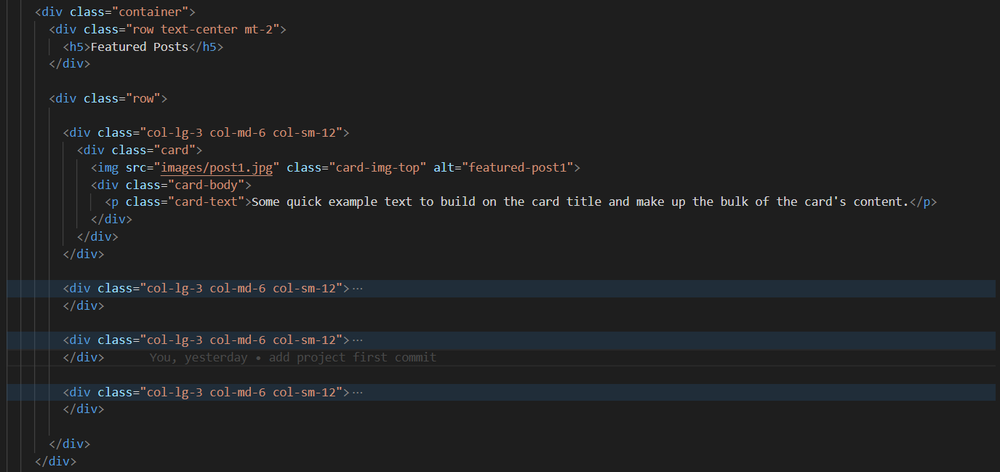 <div class="container">
<div class="row text-center mt-2">
<h5>Featured Posts</h5>
</div>
<div class="row">
<div class="col-lg-3 col-md-6 col-sm-12">
<div class="card">
<img src="images/post1.jpg" class="card-img-top" alt="featured-post1">
<div class="card-body">
<p class="card-text">Some quick example text to build on the card title and make up the bulk of the card's content.</p>
</div>
</div>
</div>
<div class="col-lg-3 col-md-6 col-sm-12">···
</div>
<div class="col-lg-3 col-md-6 col-sm-12">···
</div> You, yesterday • add project first commit
<div class="col-lg-3 col-md-6 col-sm-12">···
</div>
</div>
</div>